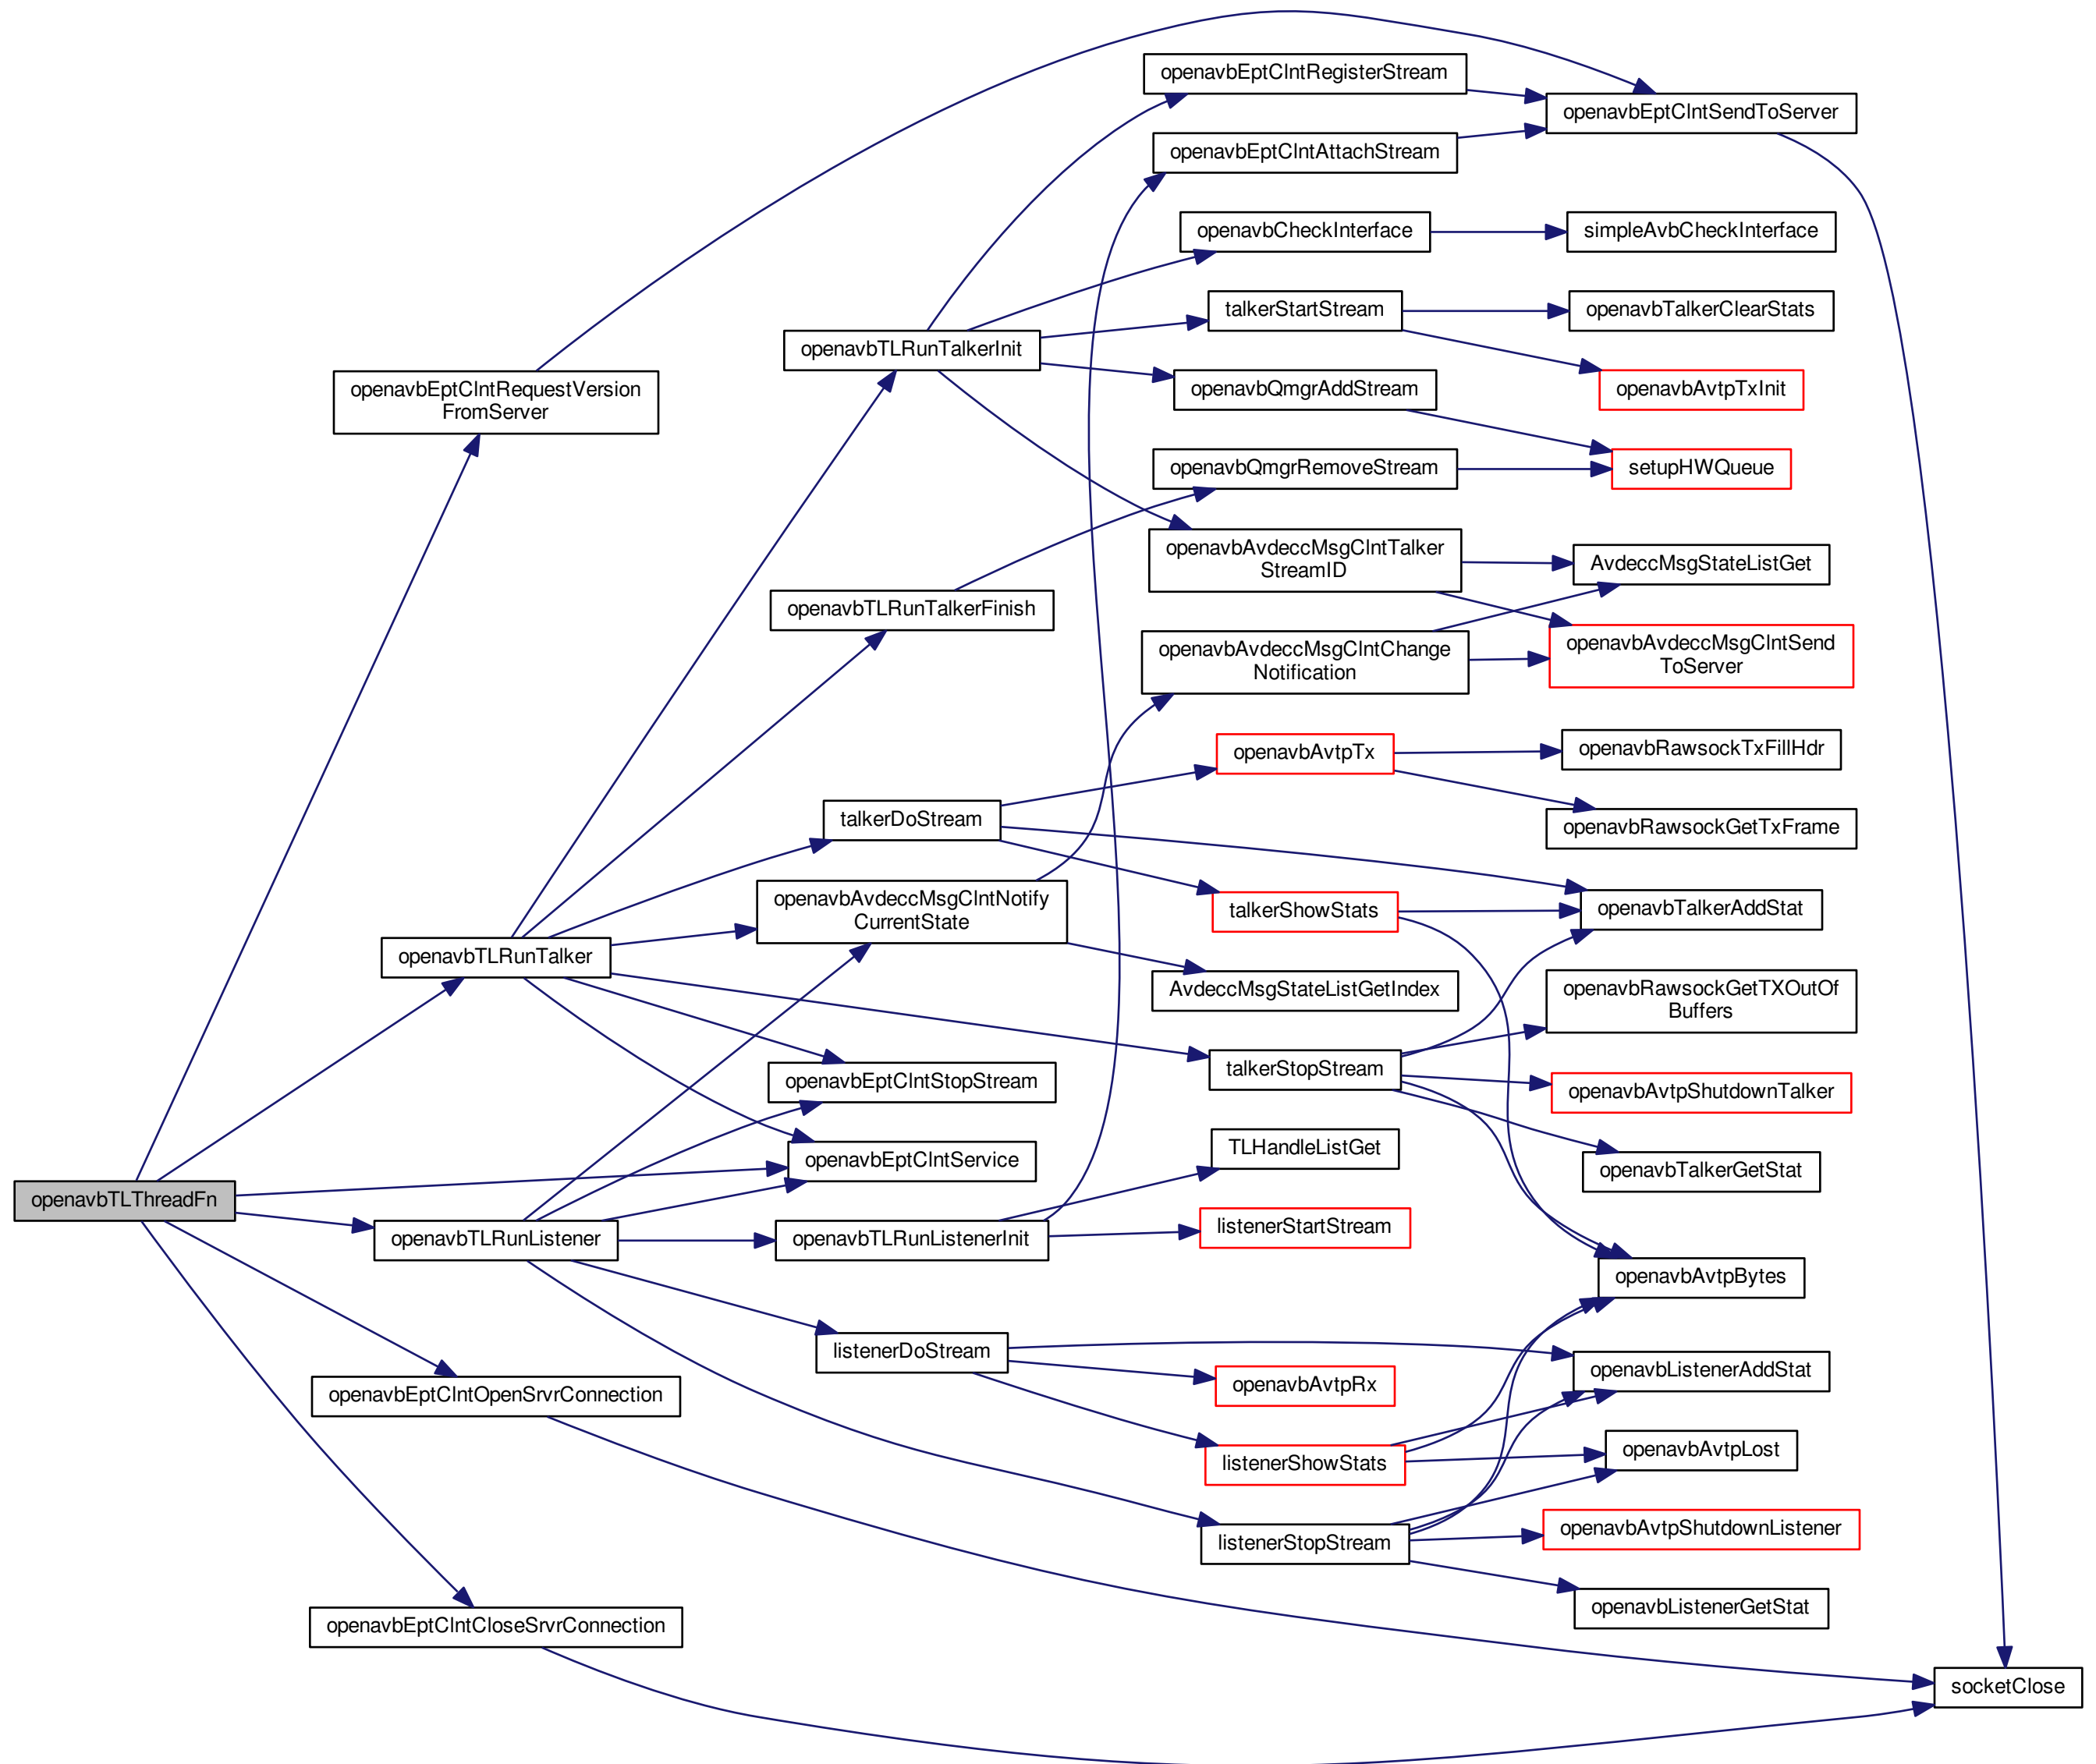 openavbTLThreadFn
openavbEptClntRequestVersion
FromServer
openavbTLRunTalker
openavbTLRunListener
openavbEptClntOpenSrvrConnection
openavbEptClntCloseSrvrConnection
openavbTLRunTalkerInit
openavbTLRunTalkerFinish
talkerDoStream
openavbAvdeccMsgClntNotify
CurrentState
openavbEptClntStopStream
openavbEptClntService
openavbTLRunListenerInit
listenerDoStream
openavbEptClntRegisterStream
openavbEptClntAttachStream
openavbCheckInterface
talkerStartStream
openavbQmgrAddStream
openavbQmgrRemoveStream
openavbAvdeccMsgClntTalker
StreamID
openavbAvdeccMsgClntChange
Notification
openavbAvtpTx
talkerShowStats
AvdeccMsgStateListGetIndex
talkerStopStream
TLHandleListGet
listenerStartStream
openavbAvtpRx
listenerShowStats
listenerStopStream
openavbEptClntSendToServer
simpleAvbCheckInterface
openavbTalkerClearStats
openavbAvtpTxInit
setupHWQueue
AvdeccMsgStateListGet
openavbAvdeccMsgClntSend
ToServer
openavbRawsockTxFillHdr
openavbRawsockGetTxFrame
openavbTalkerAddStat
openavbRawsockGetTXOutOf
Buffers
openavbAvtpShutdownTalker
openavbTalkerGetStat
openavbAvtpBytes
openavbListenerAddStat
openavbAvtpLost
openavbAvtpShutdownListener
openavbListenerGetStat
socketClose